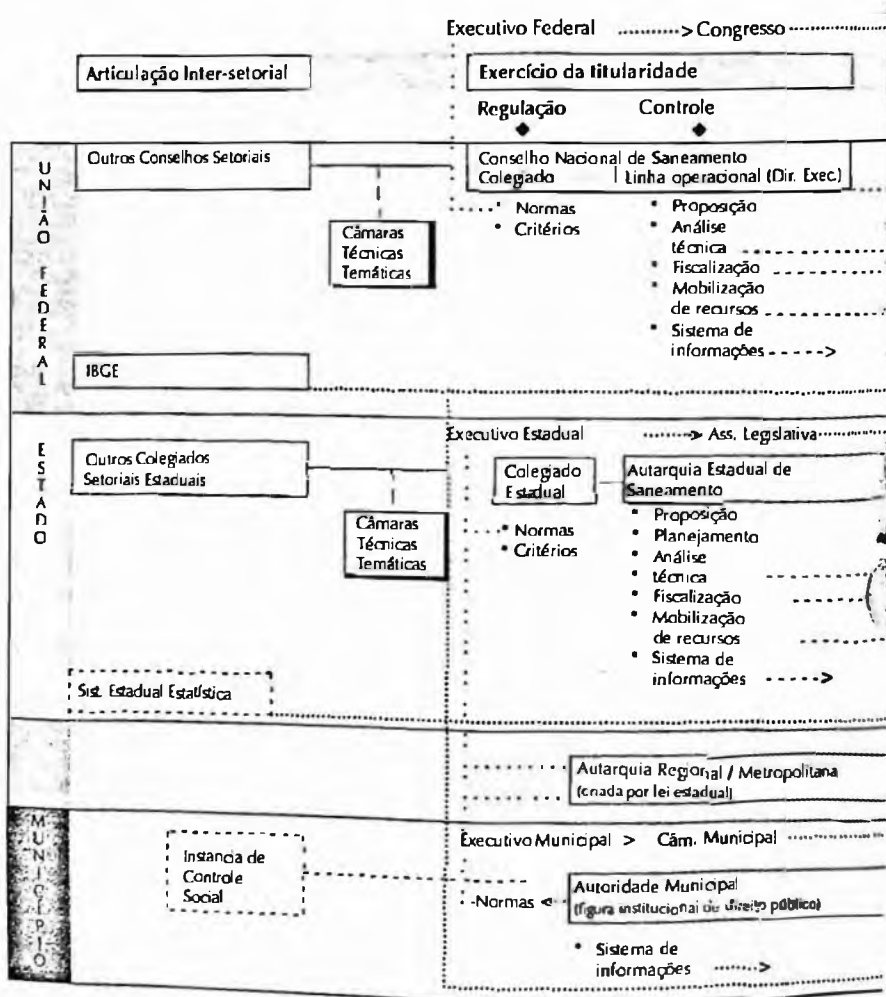 Executivo Federal ...........> Congresso
Articulação Inter-setorial
Exercício da titularidade
Regulação Controle
UNIÃO FEDERAL
Outros Conselhos Setoriais
Conselho Nacional de Saneamento
Colegiado | Linha operacional (Dir. Exec.)
Câmaras
Técnicas
Temáticas
• Normas
• Critérios
• Proposição
• Análise
técnica
• Fiscalização
• Mobilização
de recursos
• Sistema de
informações ----->
IBGE
ESTADO
Executivo Estadual ........> Ass. Legislativa
Outros Colegiados
Setoriais Estaduais
Colegiado
Estadual
Autarquia Estadual de
Saneamento
Câmaras
Técnicas
Temáticas
• Normas
• Critérios
• Proposição
• Planejamento
• Análise
• técnica
• Fiscalização
• Mobilização
de recursos
• Sistema de
informações ----->
Sist. Estadual Estatística
Autarquia Regional / Metropolitana
(criada por lei estadual)
MUNICÍPIO
Executivo Municipal > Câm. Municipal
Instancia de
Controle
Social
-Normas
Autoridade Municipal
(figura institucional de direito público)
• Sistema de
informações .......>